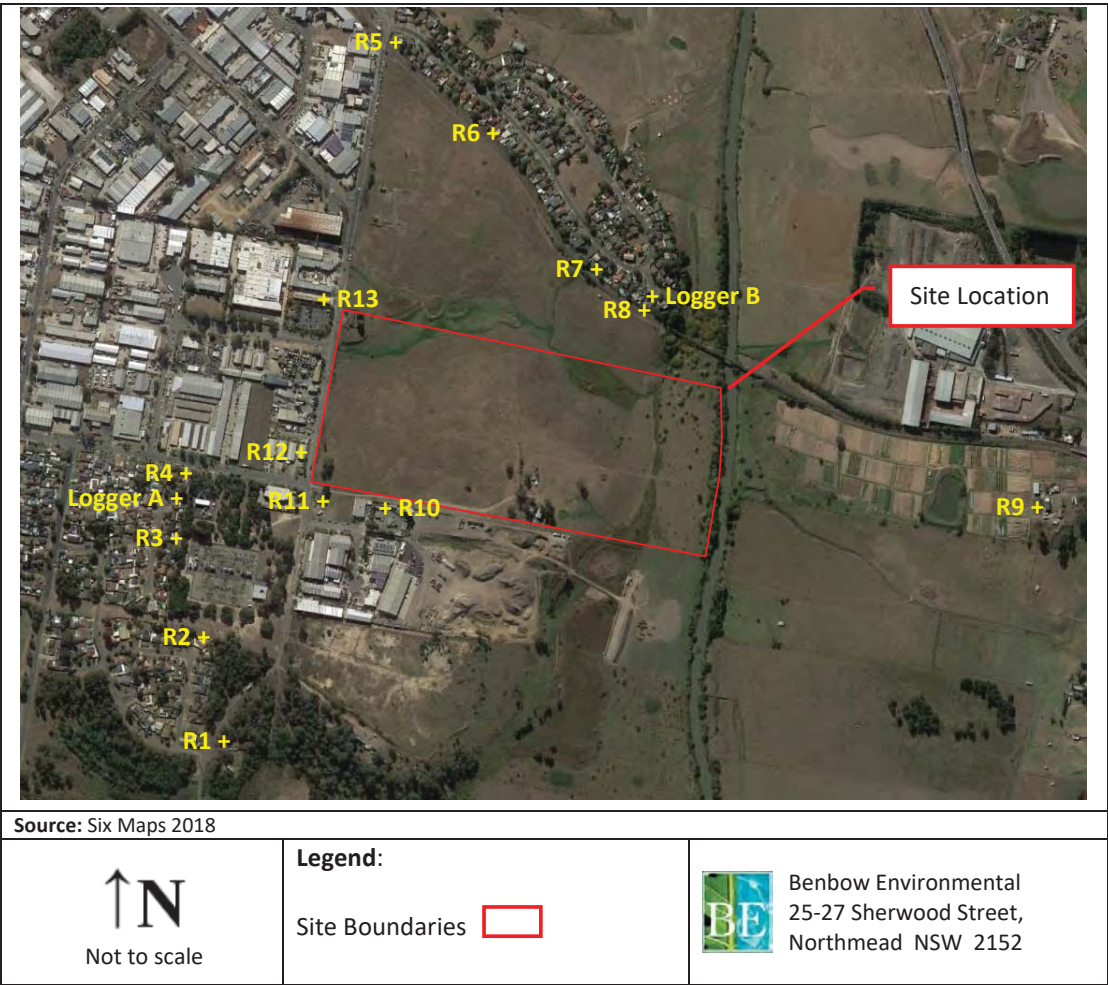 R5 +
R6 +
R7 +
+ Logger B
R8 +
+ R13
Site Location
R12 +
R4 +
Logger A +
R11 +
+ R10
R9 +
R3 +
R2 +
R1 +
Source: Six Maps 2018
↑N
Not to scale
Legend:
Site Boundaries
BE
Benbow Environmental
25-27 Sherwood Street,
Northmead NSW 2152